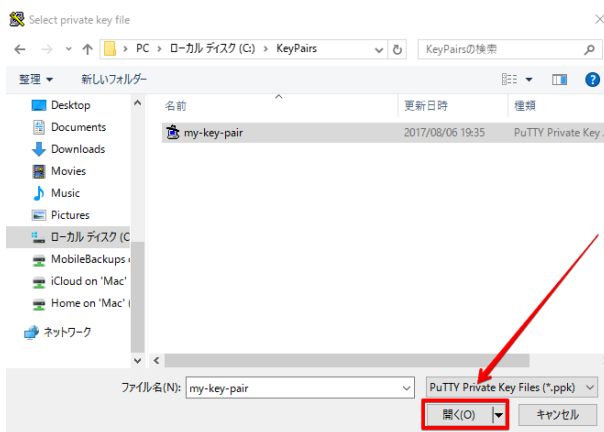 Select private key file
PC > ローカル ディスク (C:) > KeyPairs
KeyPairsの検索
整理
新しいフォルダー
名前
更新日時
種類
my-key-pair
2017/08/06 19:35
PuTTY Private Key
Desktop
Documents
Downloads
Movies
Music
Pictures
ローカル ディスク (C
MobileBackups
iCloud on 'Mac'
Home on 'Mac' (
ネットワーク
ファイル名(N): my-key-pair
PuTTY Private Key Files (*.ppk)
開く(O)
キャンセル